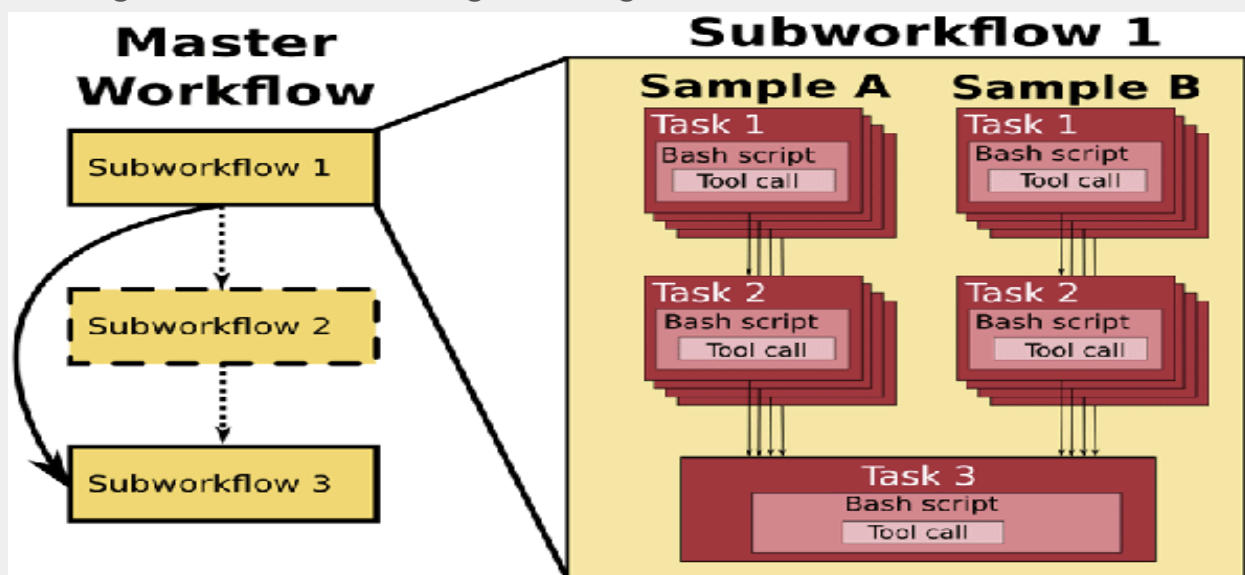 Master
Workflow
Subworkflow 1
Subworkflow 2
Subworkflow 3
Subworkflow 1
Sample A
Task 1
Bash script
Tool call
Task 2
Bash script
Tool call
Sample B
Task 1
Bash script
Tool call
Task 2
Bash script
Tool call
Task 3
Bash script
Tool call